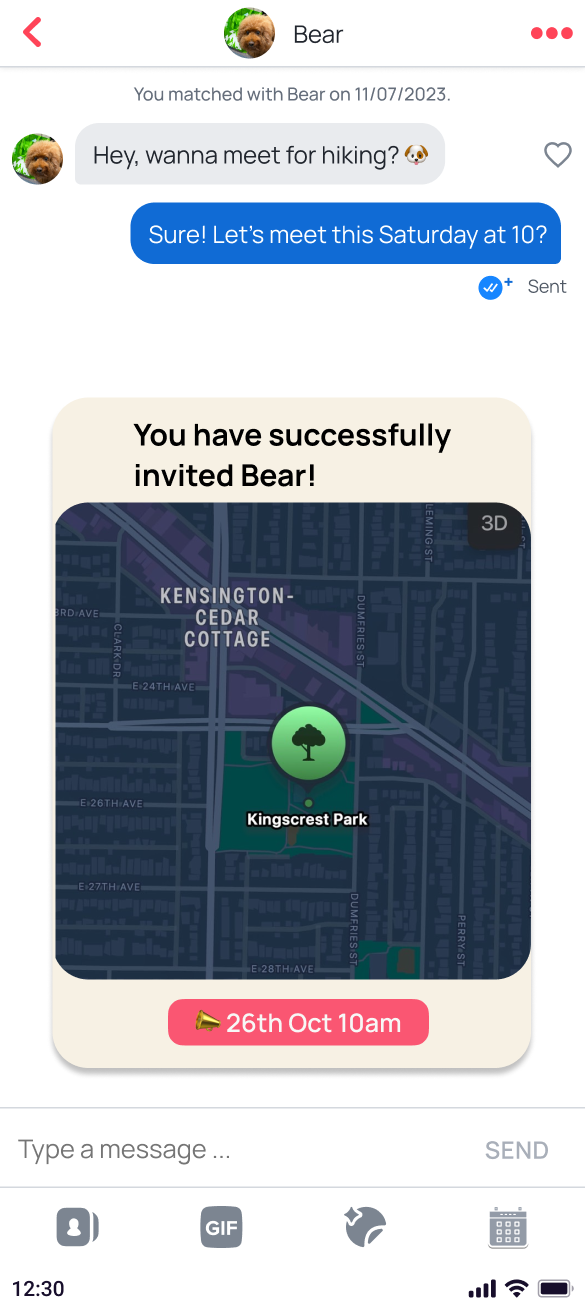 Bear
You matched with Bear on 11/07/2023.
Hey, wanna meet for hiking? 🐶
Sure! Let's meet this Saturday at 10?
Sent
You have successfully
invited Bear!
3D
LEMING ST
KENSINGTON-
CEDAR
COTTAGE
3RD AVE
CLARK DR
DUMFRIES ST
E 24TH AVE
E 26TH AVE
Kingscrest Park
E 27TH AVE
DUMFRIES ST
PERRY ST
E 28TH AVE
26th Oct 10am
Type a message ...
SEND
GIF
12:30